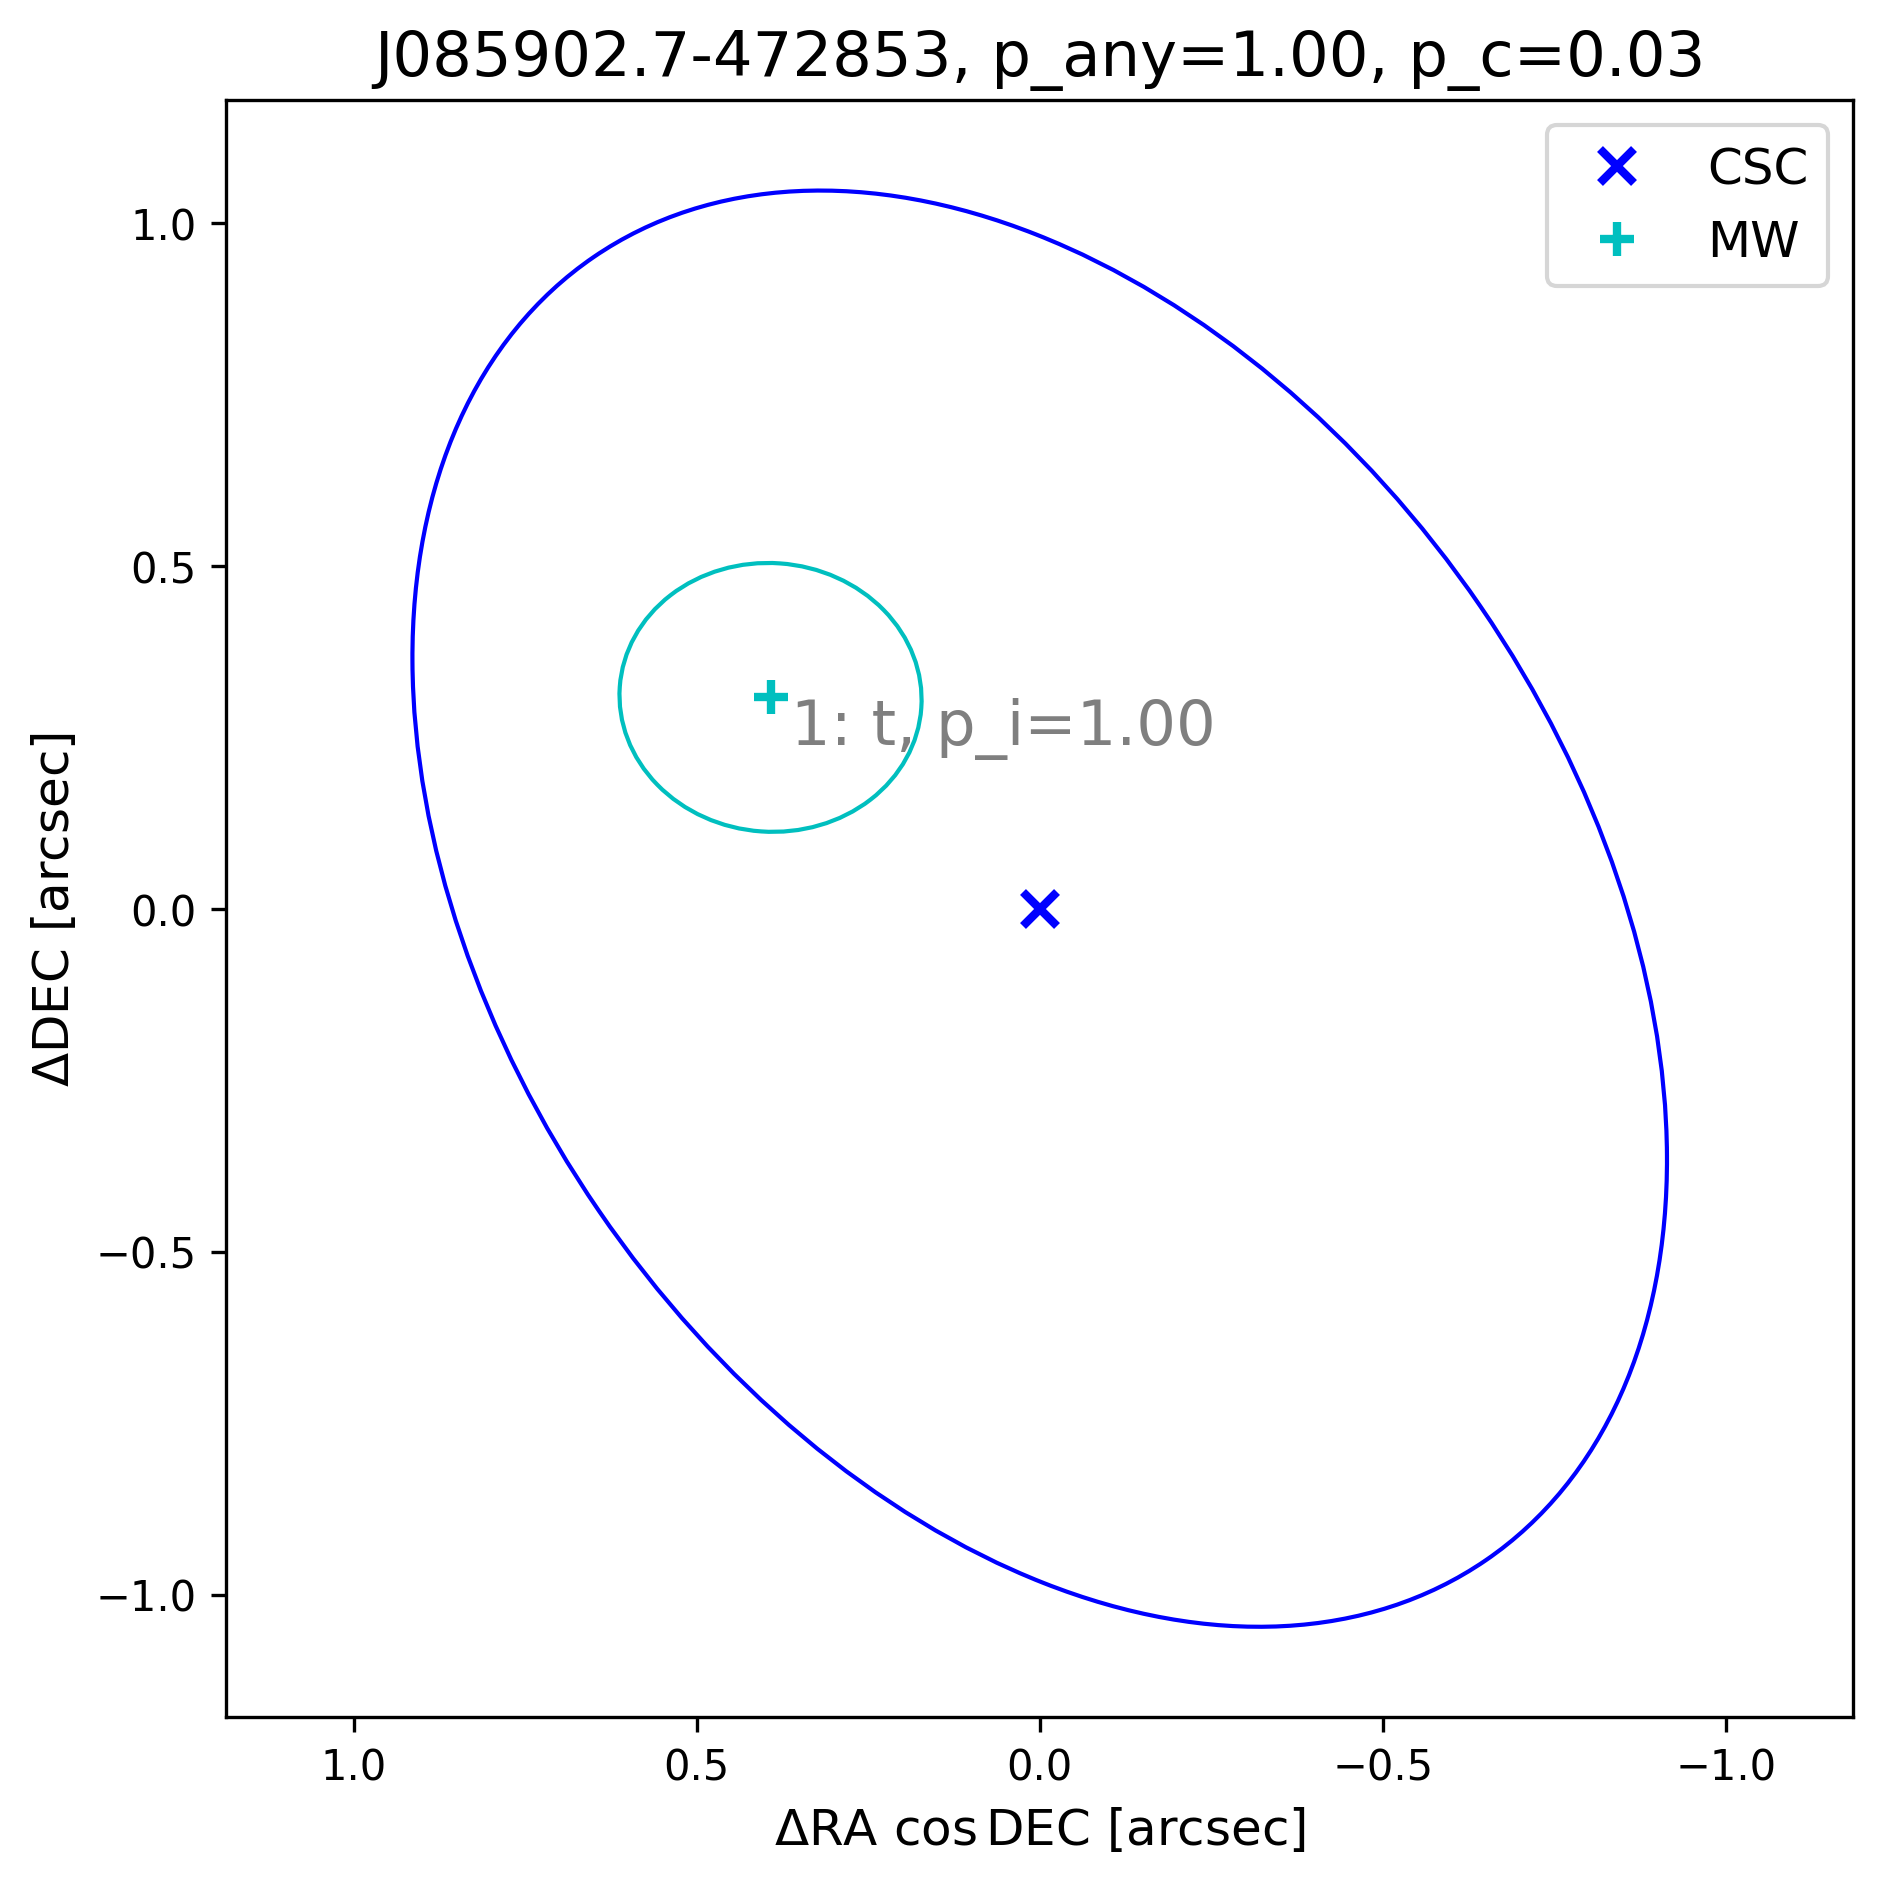 J085902.7-472853, p_any=1.00, p_c=0.03
CSC
MW
1.0
0.5
0.0
−0.5
−1.0
ΔDEC [arcsec]
1: t, p_i=1.00
1.0
0.5
0.0
−0.5
−1.0
ΔRA cos DEC [arcsec]